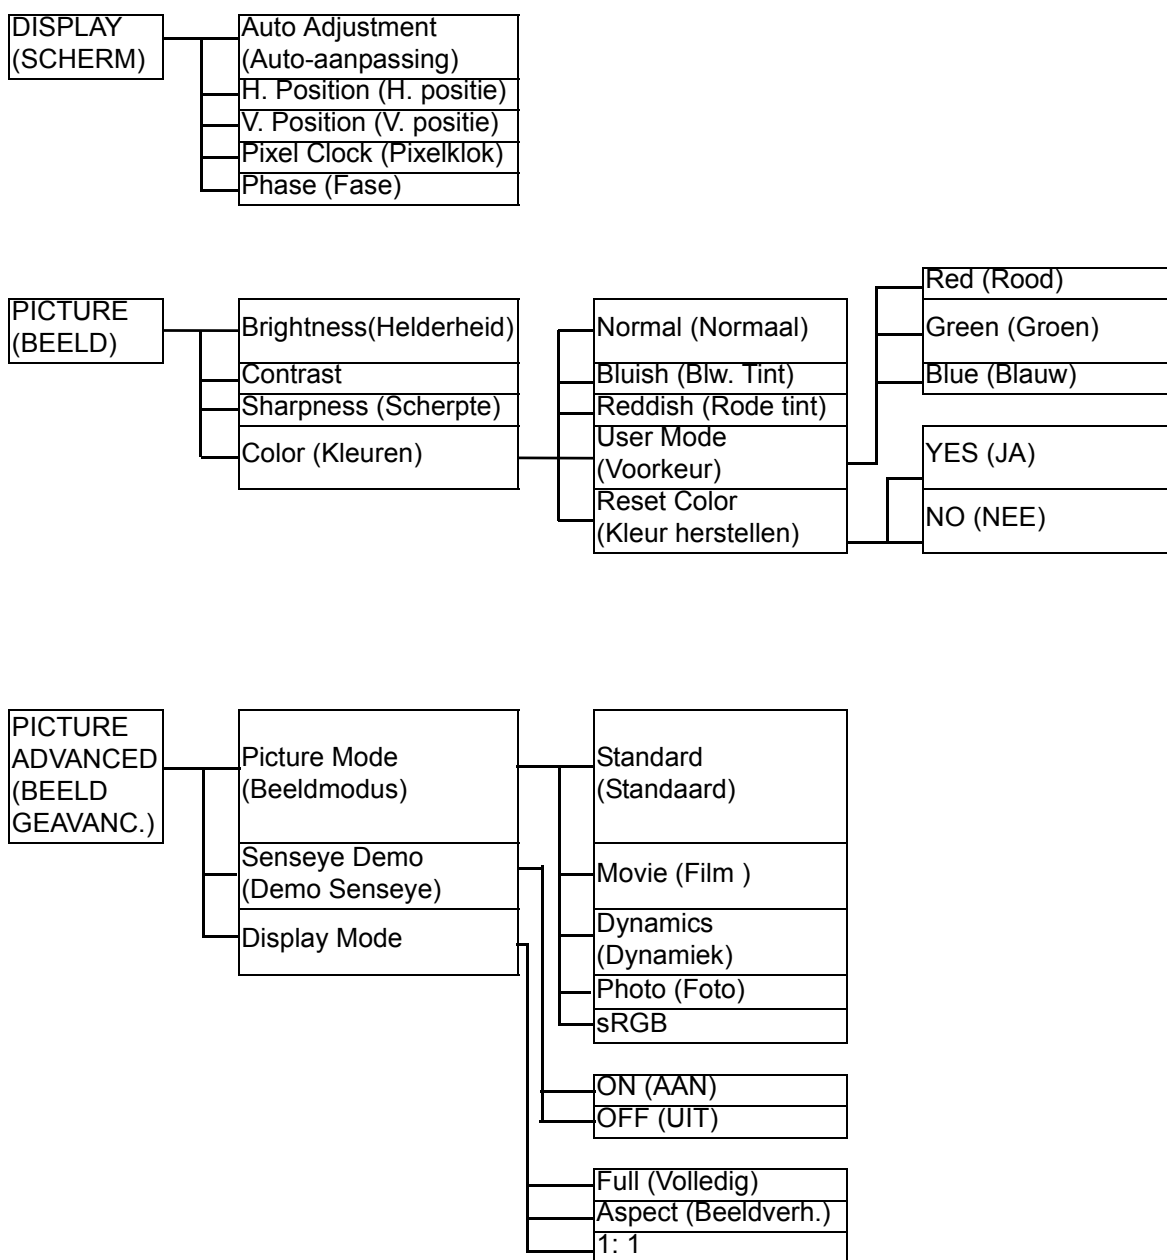 DISPLAY
(SCHERM)
Auto Adjustment
(Auto-aanpassing)
H. Position (H. positie)
V. Position (V. positie)
Pixel Clock (Pixelklok)
Phase (Fase)
PICTURE
(BEELD)
Brightness(Helderheid)
Contrast
Sharpness (Scherpte)
Color (Kleuren)
Normal (Normaal)
Bluish (Blw. Tint)
Reddish (Rode tint)
User Mode
(Voorkeur)
Reset Color
(Kleur herstellen)
Red (Rood)
Green (Groen)
Blue (Blauw)
YES (JA)
NO (NEE)
PICTURE
ADVANCED
(BEELD
GEAVANC.)
Picture Mode
(Beeldmodus)
Senseye Demo
(Demo Senseye)
Display Mode
Standard
(Standaard)
Movie (Film )
Dynamics
(Dynamiek)
Photo (Foto)
sRGB
ON (AAN)
OFF (UIT)
Full (Volledig)
Aspect (Beeldverh.)
1: 1